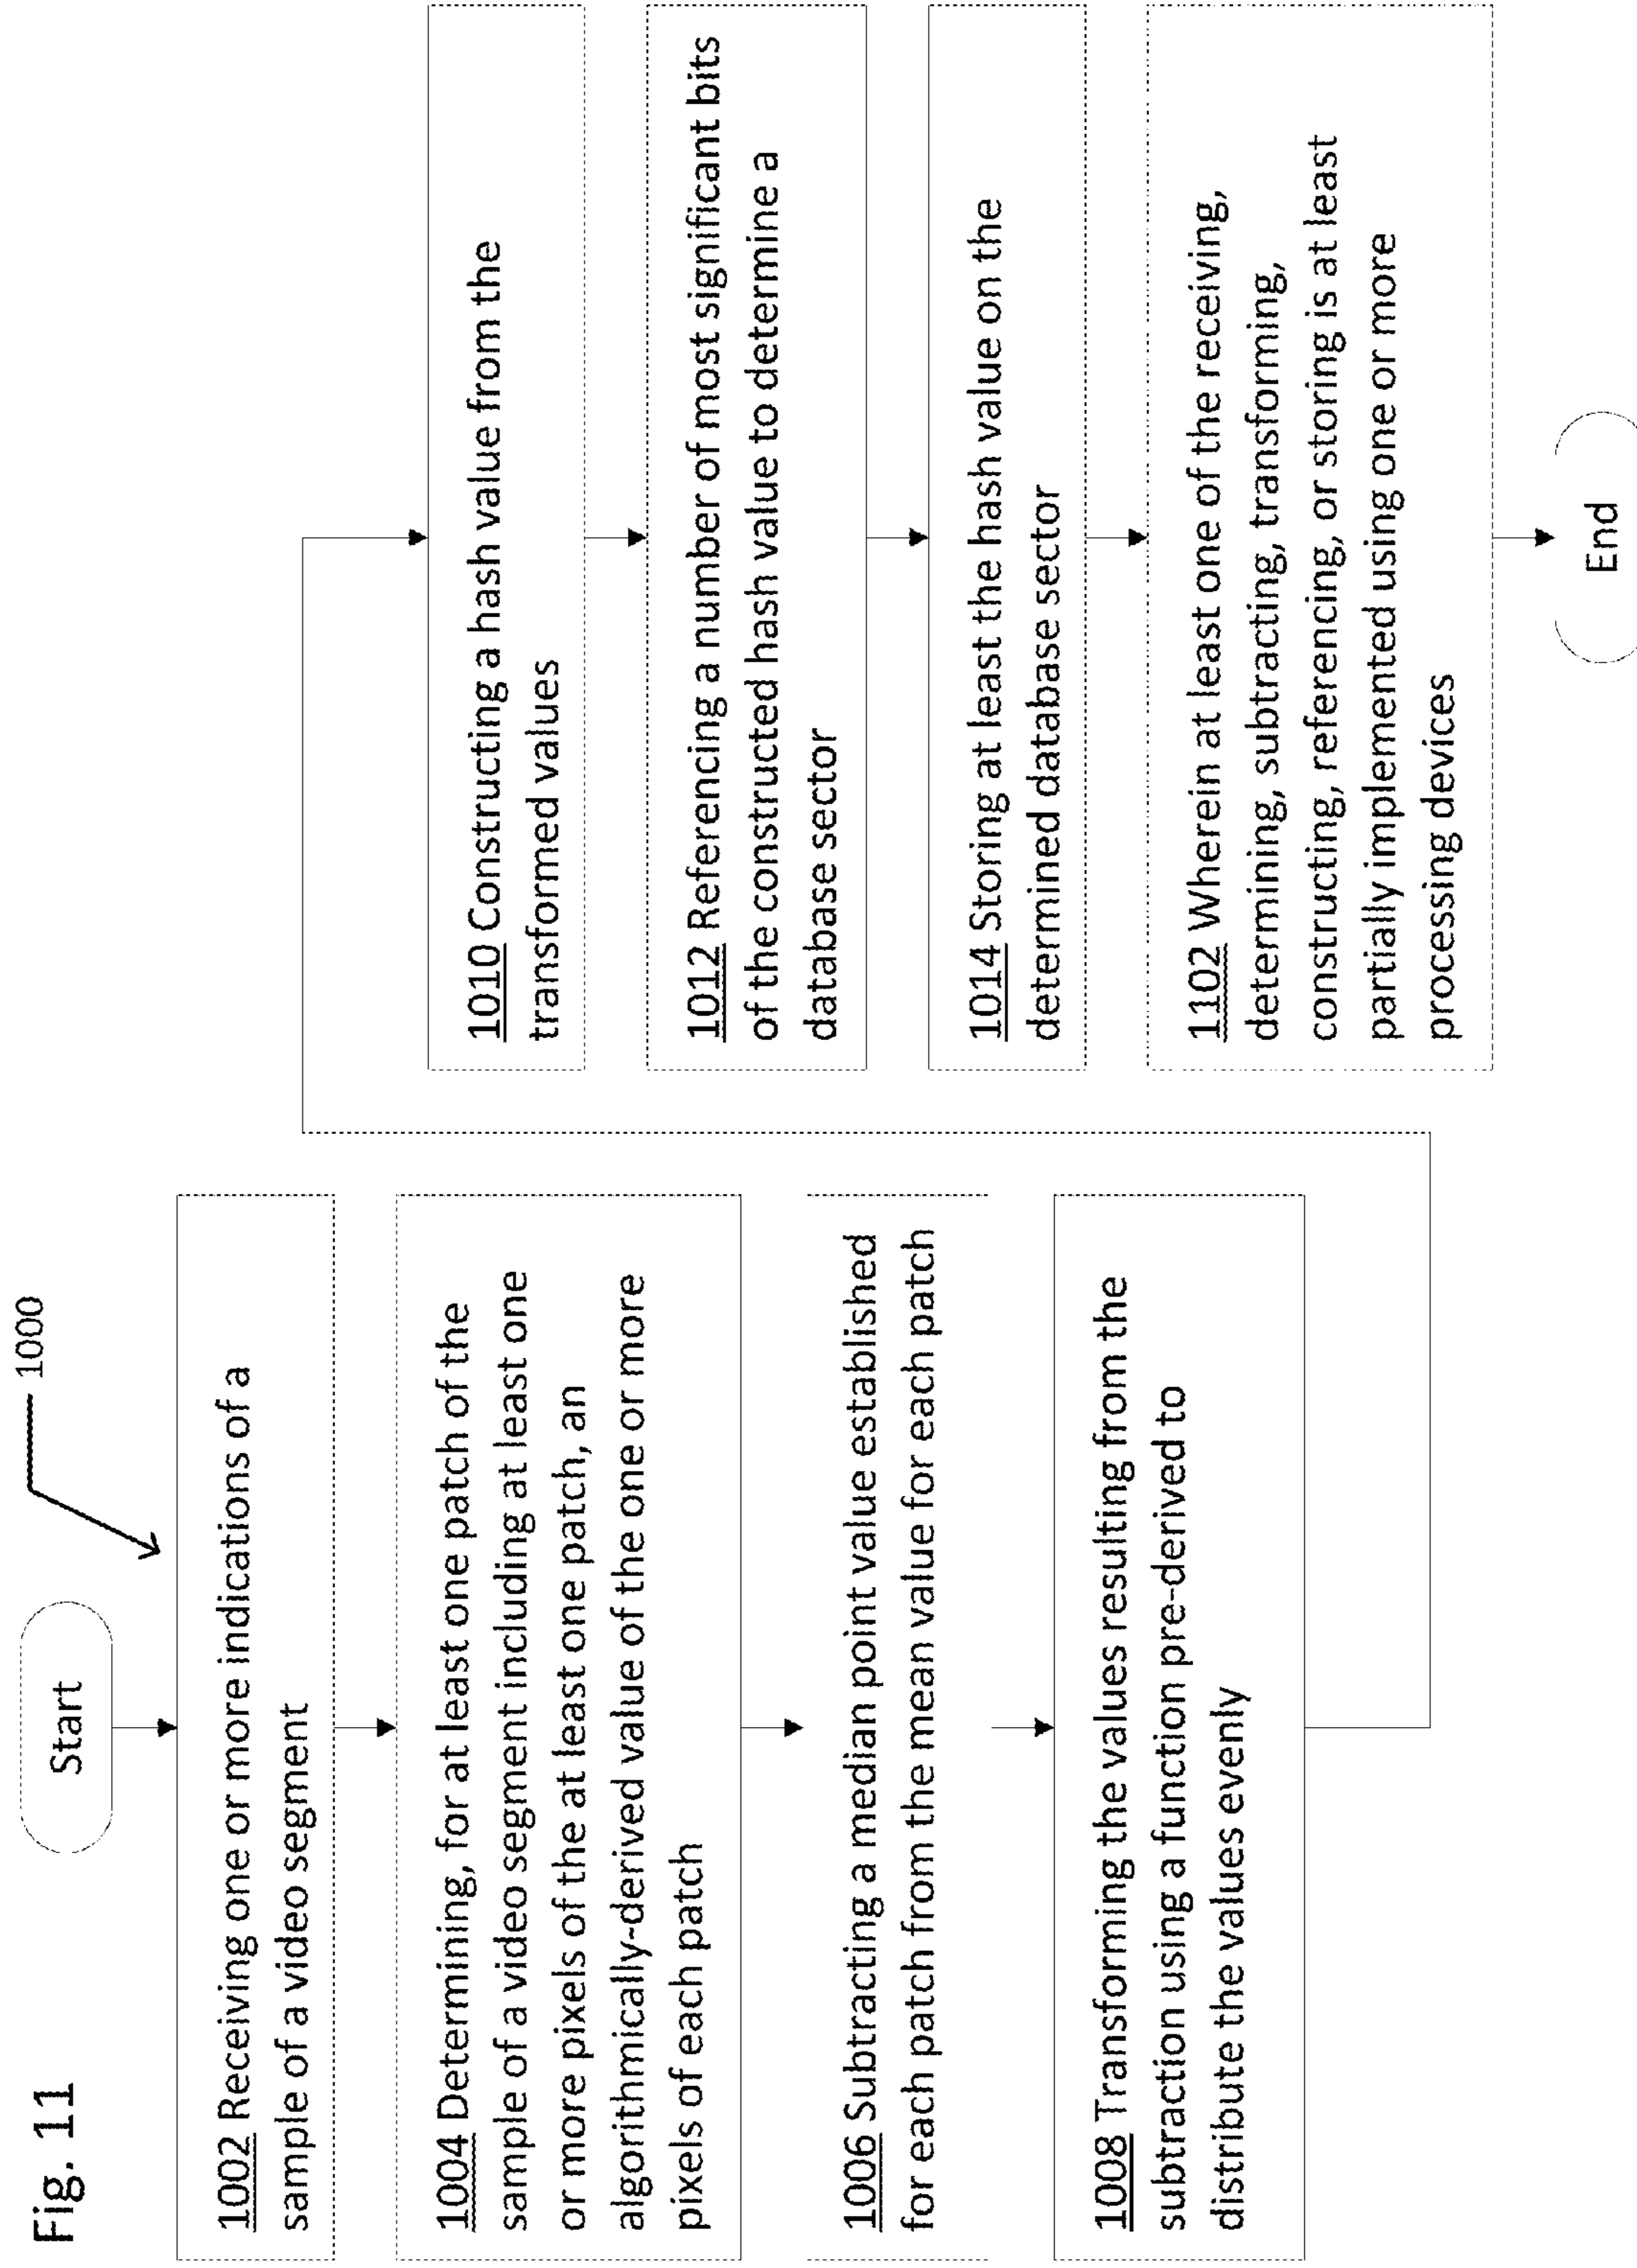 Fig. 11
1000
Start
1002 Receiving one or more indications of a
sample of a video segment
1004 Determining, for at least one patch of the
sample of a video segment including at least one
or more pixels of the at least one patch, an
algorithmically-derived value of the one or more
pixels of each patch
1006 Subtracting a median point value established
for each patch from the mean value for each patch
1008 Transforming the values resulting from the
subtraction using a function pre-derived to
distribute the values evenly
1010 Constructing a hash value from the
transformed values
1012 Referencing a number of most significant bits
of the constructed hash value to determine a
database sector
1014 Storing at least the hash value on the
determined database sector
1102 Wherein at least one of the receiving,
determining, subtracting, transforming,
constructing, referencing, or storing is at least
partially implemented using one or more
processing devices
End